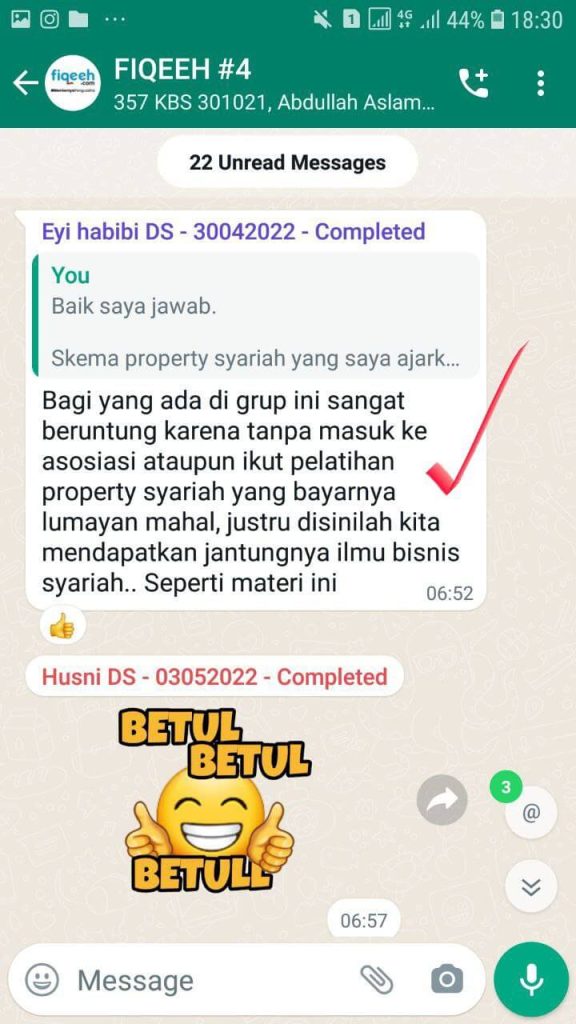 1 4G 44% 18:30
fiqeeh
.com
FIQEEH #4
357 KBS 301021, Abdullah Aslam...
22 Unread Messages
Eyi habibi DS - 30042022 - Completed
You
Baik saya jawab.
Skema property syariah yang saya ajark...
Bagi yang ada di grup ini sangat
beruntung karena tanpa masuk ke
asosiasi ataupun ikut pelatihan
property syariah yang bayarnya
lumayan mahal, justru disinilah kita
mendapatkan jantungnya ilmu bisnis
syariah.. Seperti materi ini
06:52
Husni DS - 03052022 - Completed
BETUL
BETUL
BETULL
3
@
06:57
Message